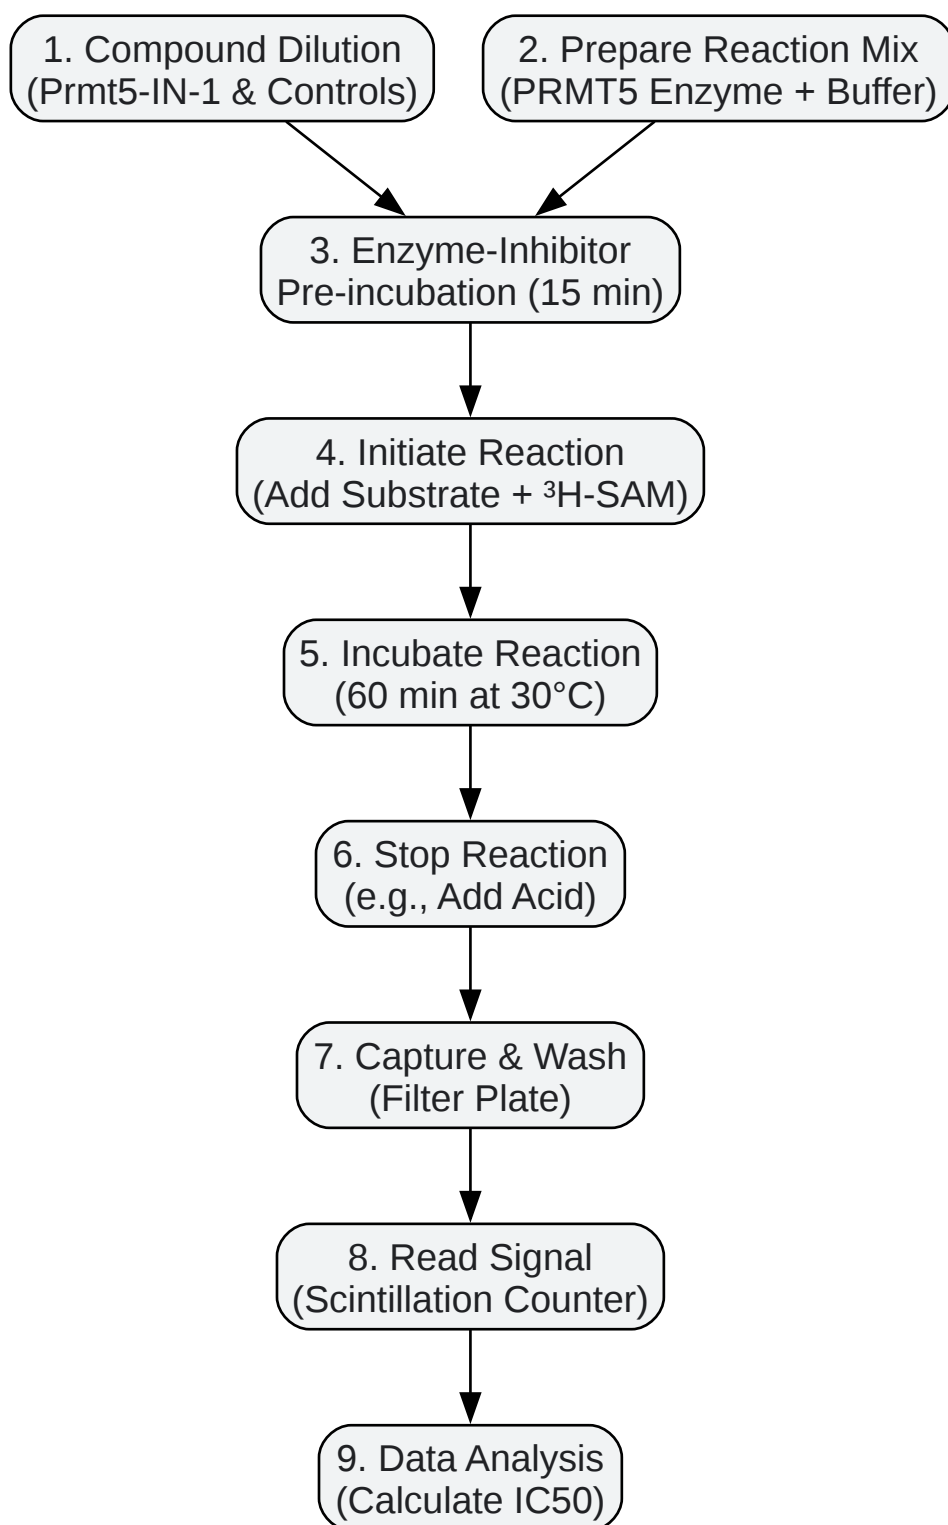 1. Compound Dilution
(Prmt5-IN-1 & Controls)
2. Prepare Reaction Mix
(PRMT5 Enzyme + Buffer)
3. Enzyme-Inhibitor
Pre-incubation (15 min)
4. Initiate Reaction
(Add Substrate + ³H-SAM)
5. Incubate Reaction
(60 min at 30°C)
6. Stop Reaction
(e.g., Add Acid)
7. Capture & Wash
(Filter Plate)
8. Read Signal
(Scintillation Counter)
9. Data Analysis
(Calculate IC50)